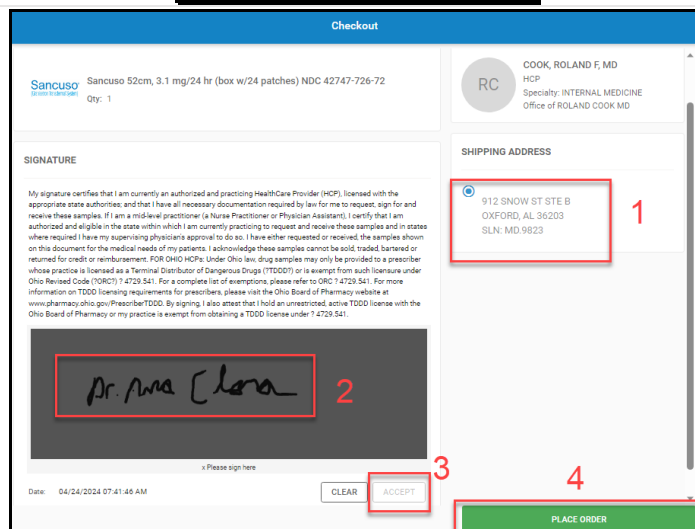 Checkout
Sancuso
Sancuso 52cm, 3.1 mg/24 hr (box w/24 patches) NDC 42747-726-72
Qty: 1
RC
COOK, ROLAND F, MD
HCP
Specialty: INTERNAL MEDICINE
Office of ROLAND COOK MD
SIGNATURE
My signature certifies that I am currently an authorized and practicing HealthCare Provider (HCP), licensed with the
appropriate state authorities; and that I have all necessary documentation required by law for me to request, sign for and
receive these samples. If I am a mid-level practitioner (a Nurse Practitioner or Physician Assistant), I certify that I am
authorized and eligible in the state within which I am currently practicing to request and receive these samples and in states
where required I have my supervising physician's approval to do so. I have either requested or received, the samples shown
on this document for the medical needs of my patients. I acknowledge these samples cannot be sold, traded, bartered or
returned for credit or reimbursement. FOR OHIO HCPs: Under Ohio law, drug samples may only be provided to a prescriber
whose practice is licensed as a Terminal Distributor of Dangerous Drugs (?TDDD?) or is exempt from such licensure under
Ohio Revised Code (?ORC?) ? 4729.541. For a complete list of exemptions, please refer to ORC ? 4729.541. For more
information on TDDD licensing requirements for prescribers, please visit the Ohio Board of Pharmacy website at
www.pharmacy.ohio.gov/PrescriberTDDD. By signing, I also attest that I hold an unrestricted, active TDDD license with the
Ohio Board of Pharmacy or my practice is exempt from obtaining a TDDD license under ? 4729.541.
SHIPPING ADDRESS
912 SNOW ST STE B
OXFORD, AL 36203
SLN: MD.9823
1
Dr.
2
x Please sign here
3
Date: 04/24/2024 07:41:46 AM
CLEAR
ACCEPT
4
PLACE ORDER